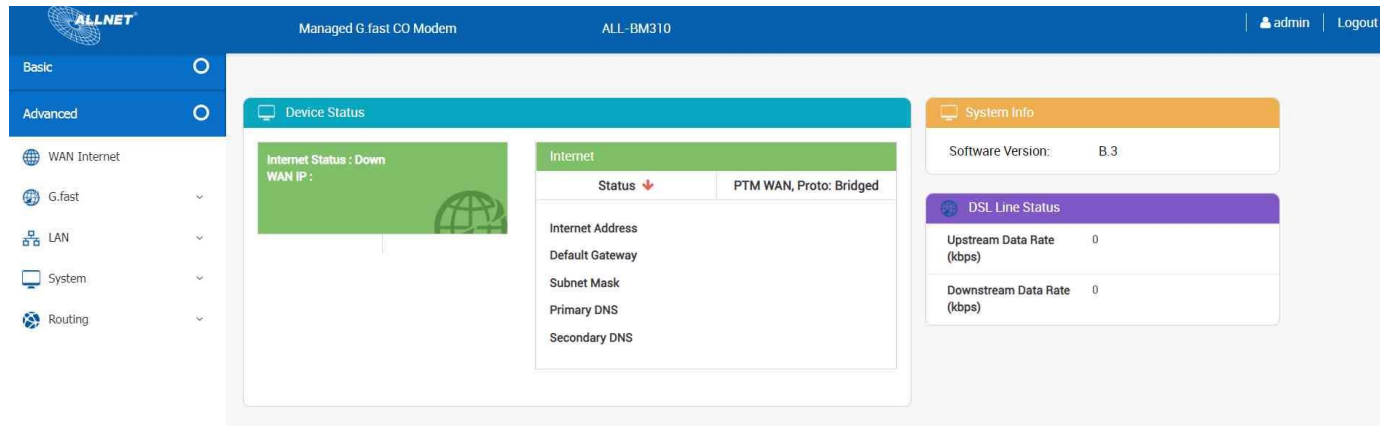 ALLNET®
Managed G.fast CO Modem
ALL-BM310
admin
Logout
Basic
Advanced
WAN Internet
G.fast
LAN
System
Routing
Device Status
Internet Status : Down
WAN IP :
Internet
Status
PTM WAN, Proto: Bridged
Internet Address
Default Gateway
Subnet Mask
Primary DNS
Secondary DNS
System Info
Software Version: B.3
DSL Line Status
Upstream Data Rate 0
(kbps)
Downstream Data Rate 0
(kbps)